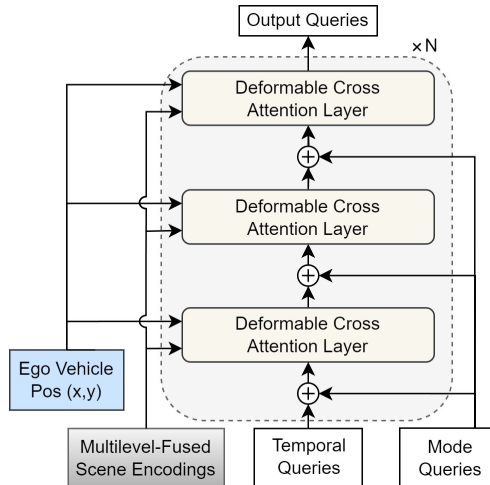 Output Queries
×N
Deformable Cross
Attention Layer
Deformable Cross
Attention Layer
Deformable Cross
Attention Layer
Ego Vehicle
Pos (x,y)
Multilevel-Fused
Scene Encodings
Temporal
Queries
Mode
Queries